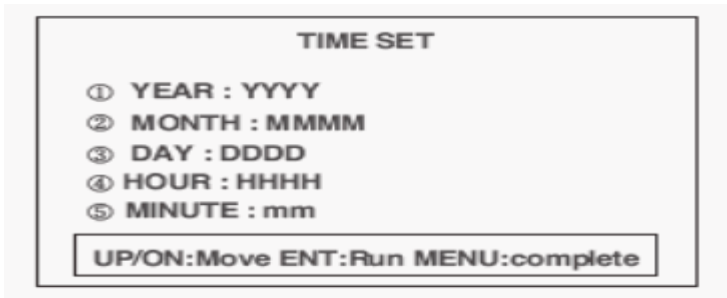 TIME SET
① YEAR : YYYY
② MONTH : MMMM
③ DAY : DDDD
④ HOUR : HHHH
⑤ MINUTE : mm
UP/ON:Move ENT:Run MENU:complete